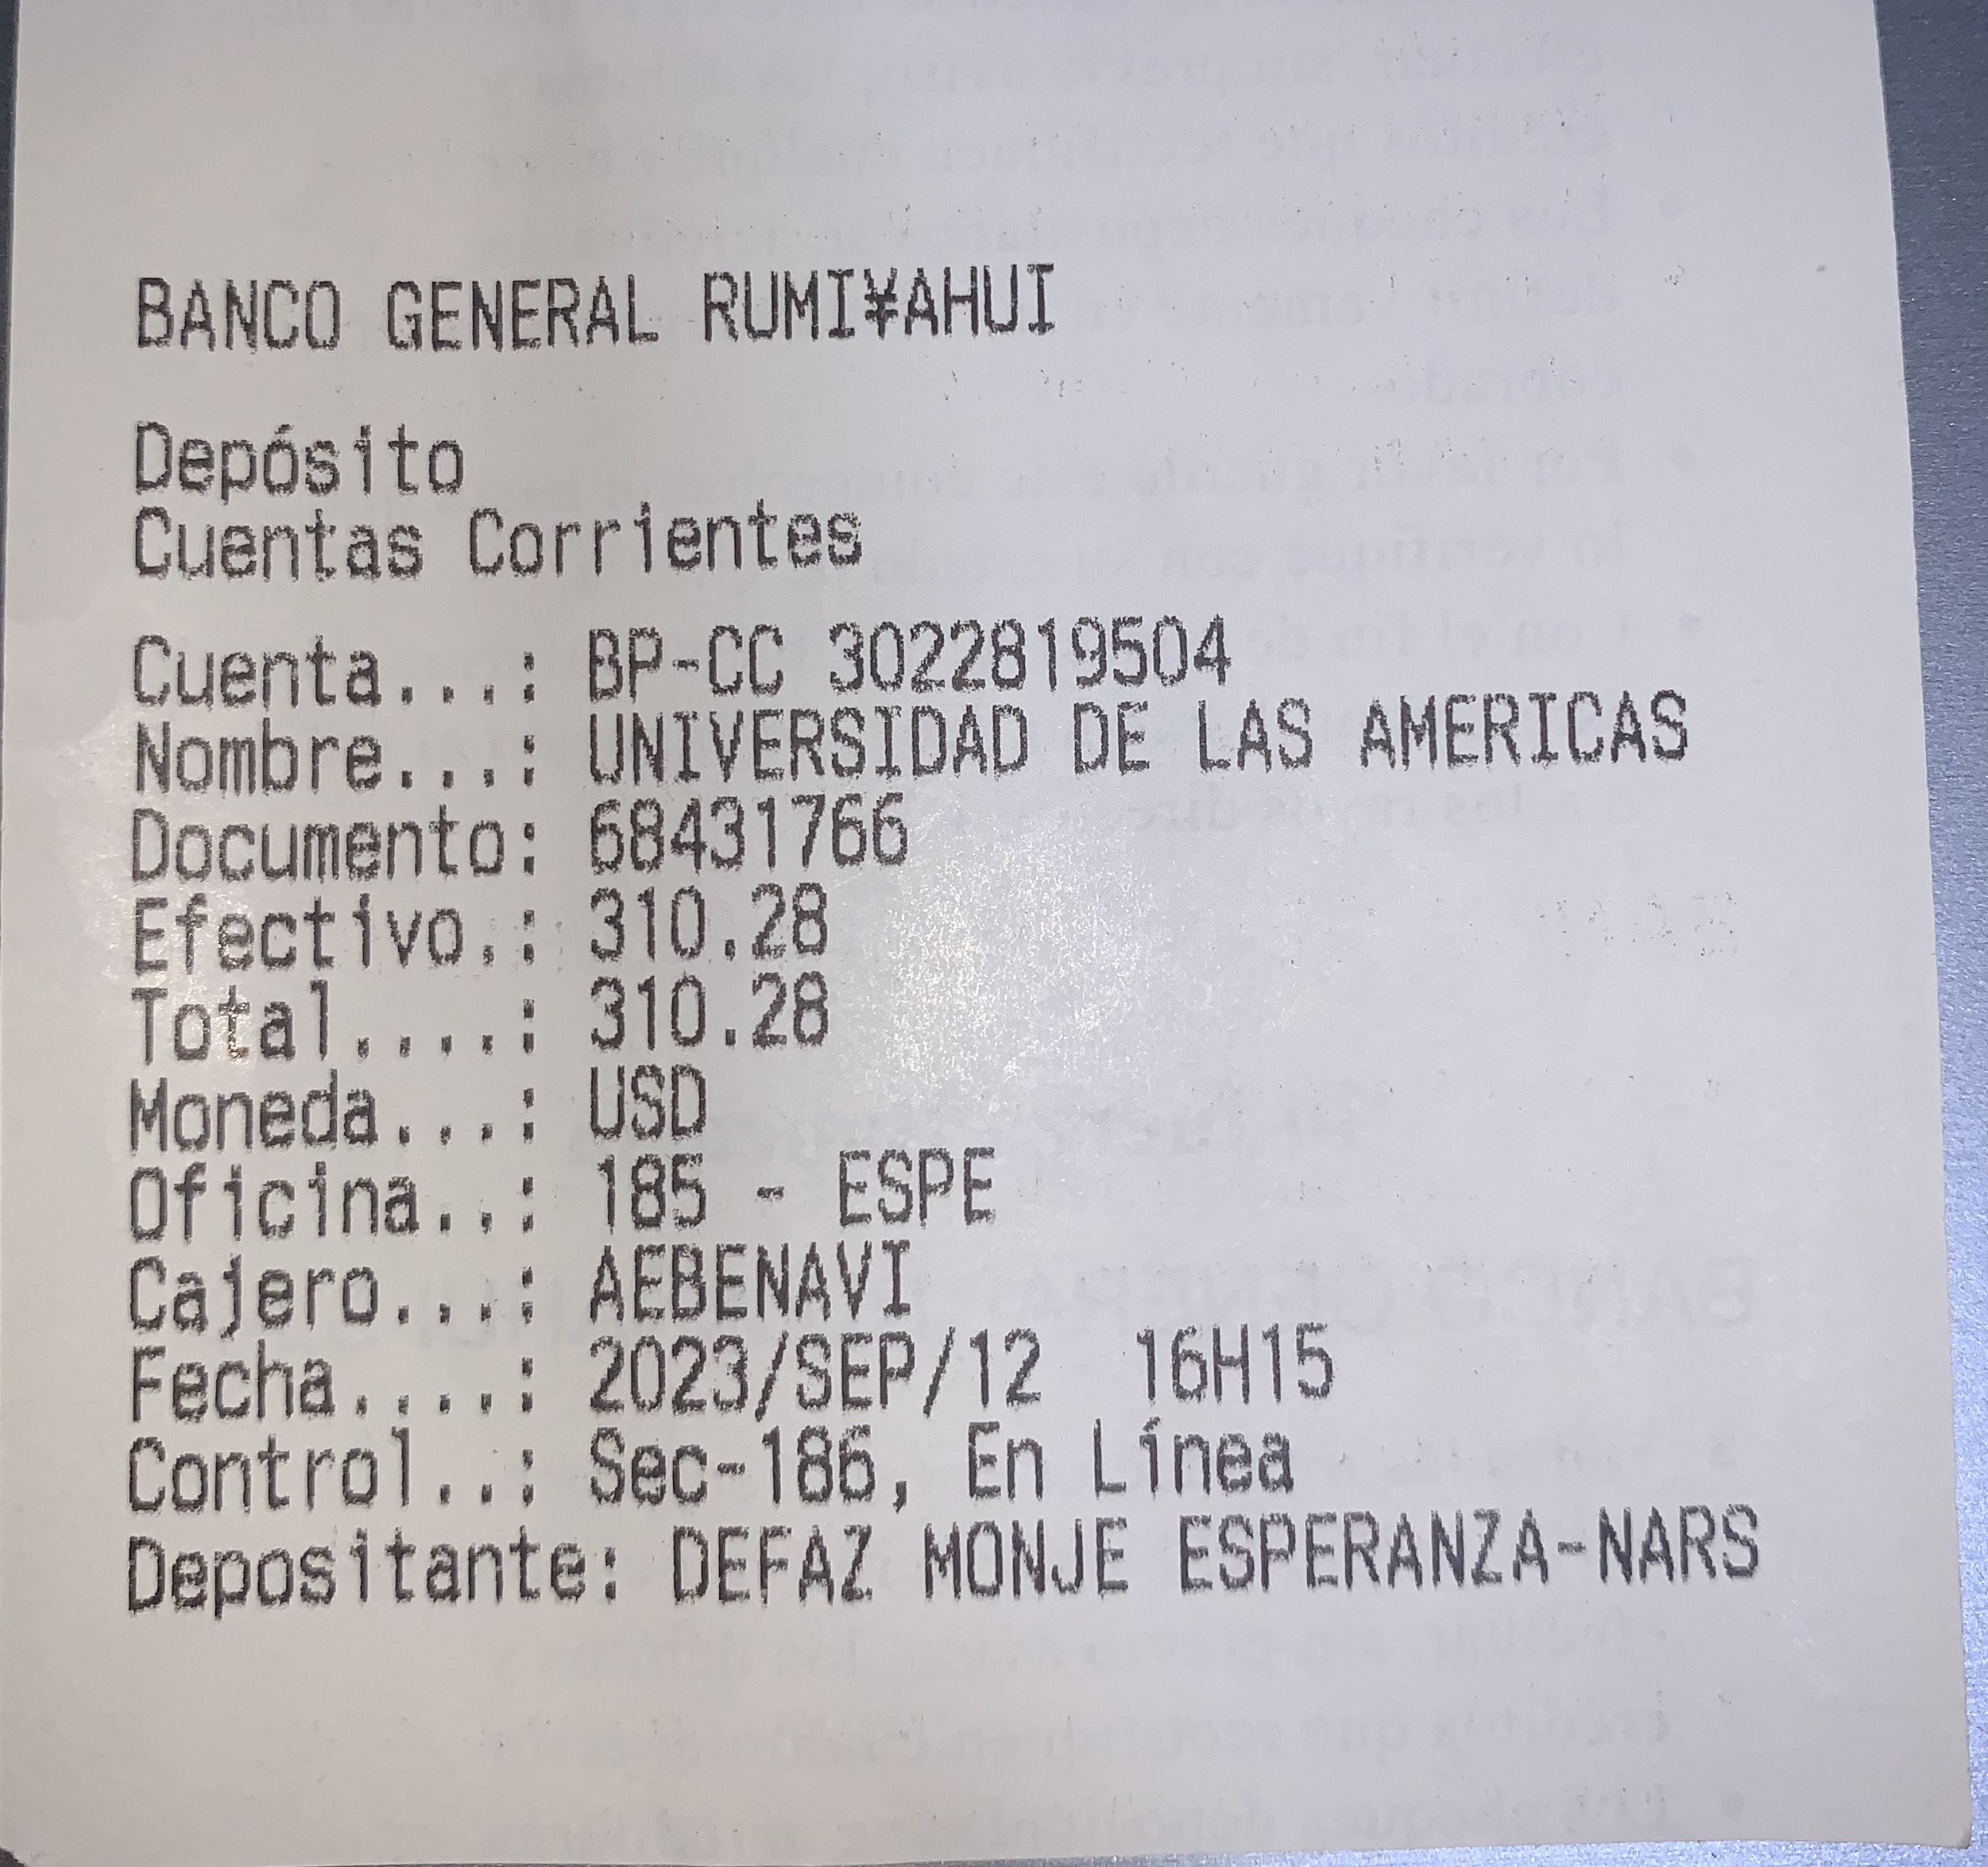 BANCO GENERAL RUMI¥AHUI
Depósito
Cuentas Corrientes
Cuenta...: BP-CC 3022819504
Nombre...: UNIVERSIDAD DE LAS AMERICAS
Documento: 68431766
Efectivo.: 310.28
Total....: 310.28
Moneda...: USD
Oficina..: 185 - ESPE
Cajero...: AEBENAVI
Fecha....: 2023/SEP/12  16H15
Control..: Sec-186, En Línea
Depositante: DEFAZ MONJE ESPERANZA-NARS